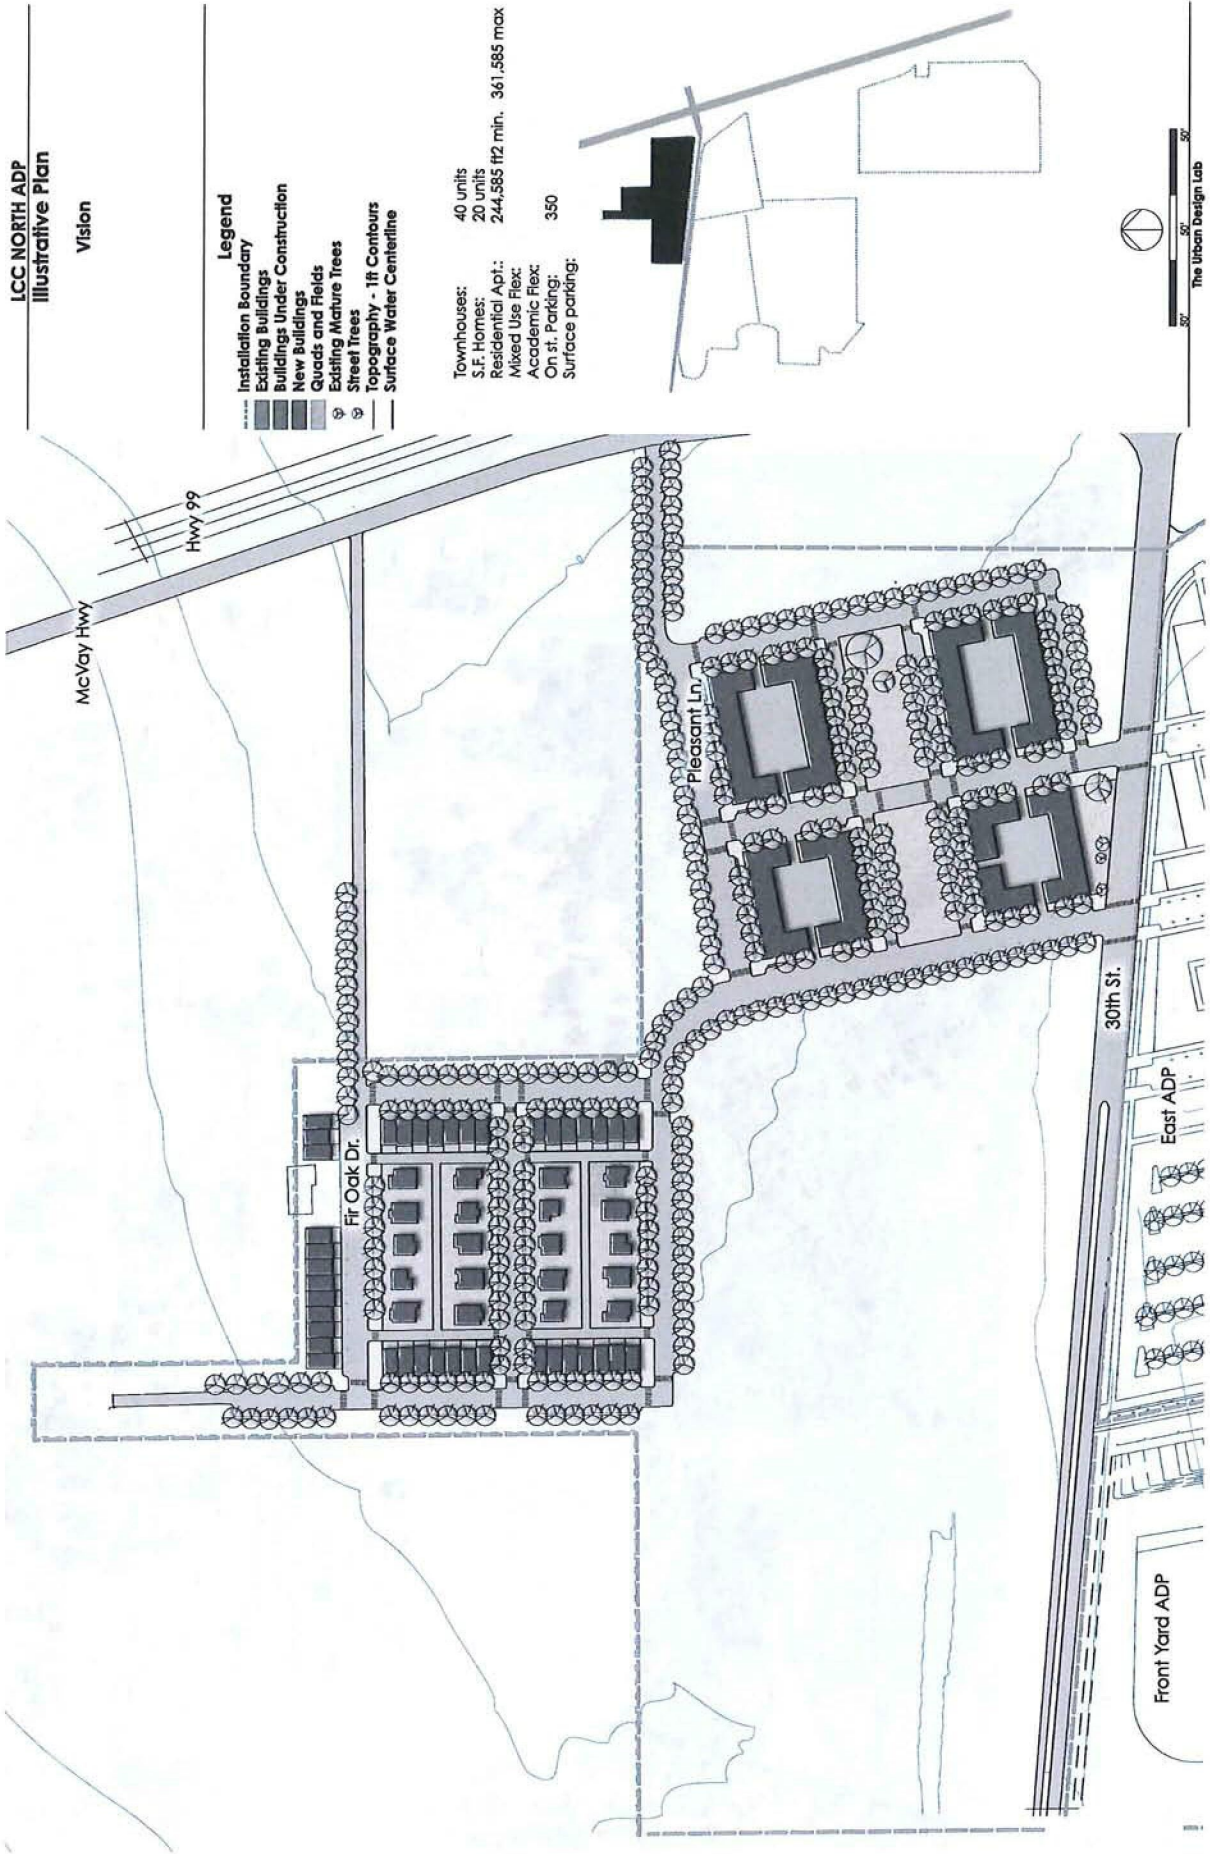 LCC NORTH ADP
Illustrative Plan
Vision
Legend
Installation Boundary
Existing Buildings
Buildings Under Construction
New Buildings
Quads and Fields
Existing Mature Trees
Street Trees
Topography - 1ft Contours
Surface Water Centerline
Townhouses: 40 units
S.F. Homes: 20 units
Residential Apt.: 244,585 ft2 min. 361,585 max
Mixed Use Flex:
Academic Flex:
On st. Parking: 350
Surface parking:
50' 50' 50'
The Urban Design Lab
McVay Hwy
Hwy 99
Pleasant Ln.
Fir Oak Dr.
30th St.
East ADP
Front Yard ADP